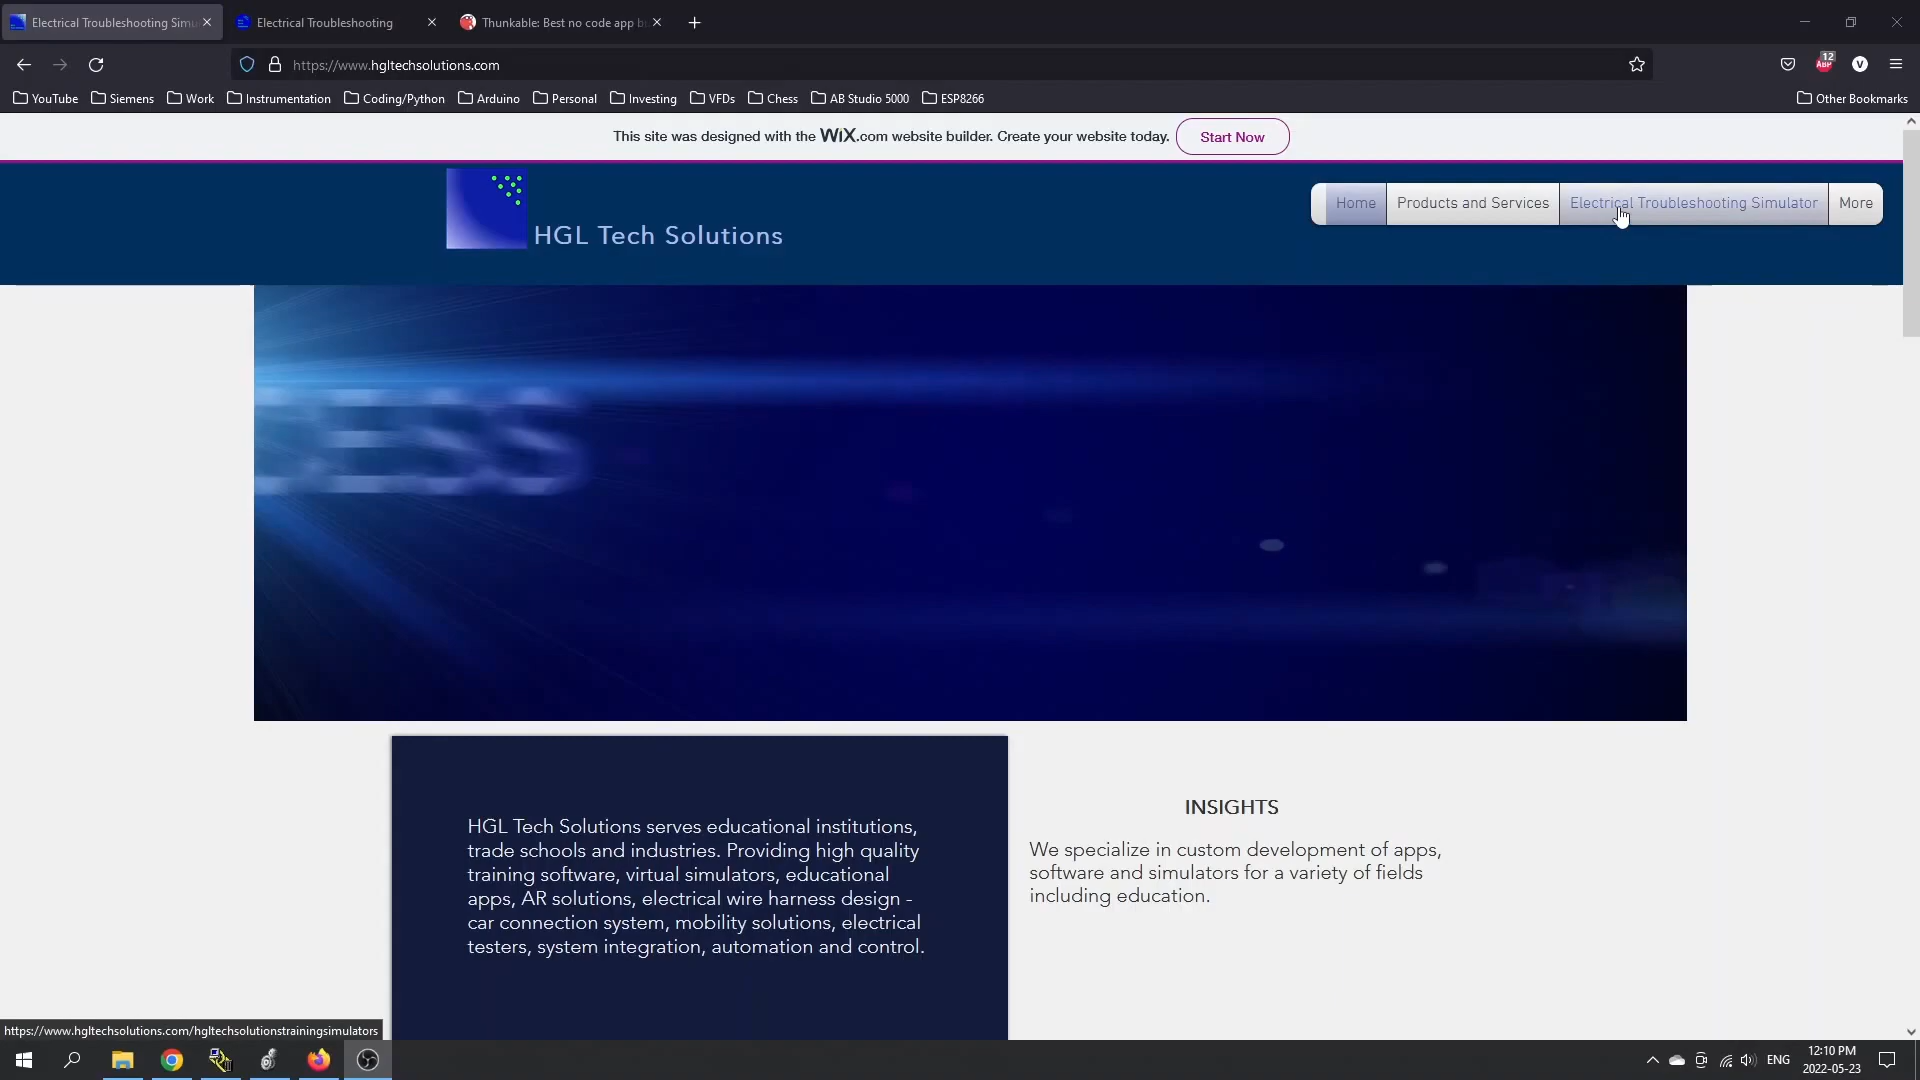 Electrical Troubleshooting Simu
Electrical Troubleshooting
Thunkable: Best no code app b
https://www.hgltechsolutions.com
12
ABP
V
YouTube
Siemens
Work
Instrumentation
Coding/Python
Arduino
Personal
Investing
VFDs
Chess
AB Studio 5000
ESP8266
Other Bookmarks
This site was designed with the WiX.com website builder. Create your website today.
Start Now
HGL Tech Solutions
Home
Products and Services
Electrical Troubleshooting Simulator
More
ESS
HGL Tech Solutions serves educational institutions,
trade schools and industries. Providing high quality
training software, virtual simulators, educational
apps, AR solutions, electrical wire harness design -
car connection system, mobility solutions, electrical
testers, system integration, automation and control.
INSIGHTS
We specialize in custom development of apps,
software and simulators for a variety of fields
including education.
https://www.hgltechsolutions.com/hgltechsolutionstrainingsimulators
ENG
12:10 PM
2022-05-23